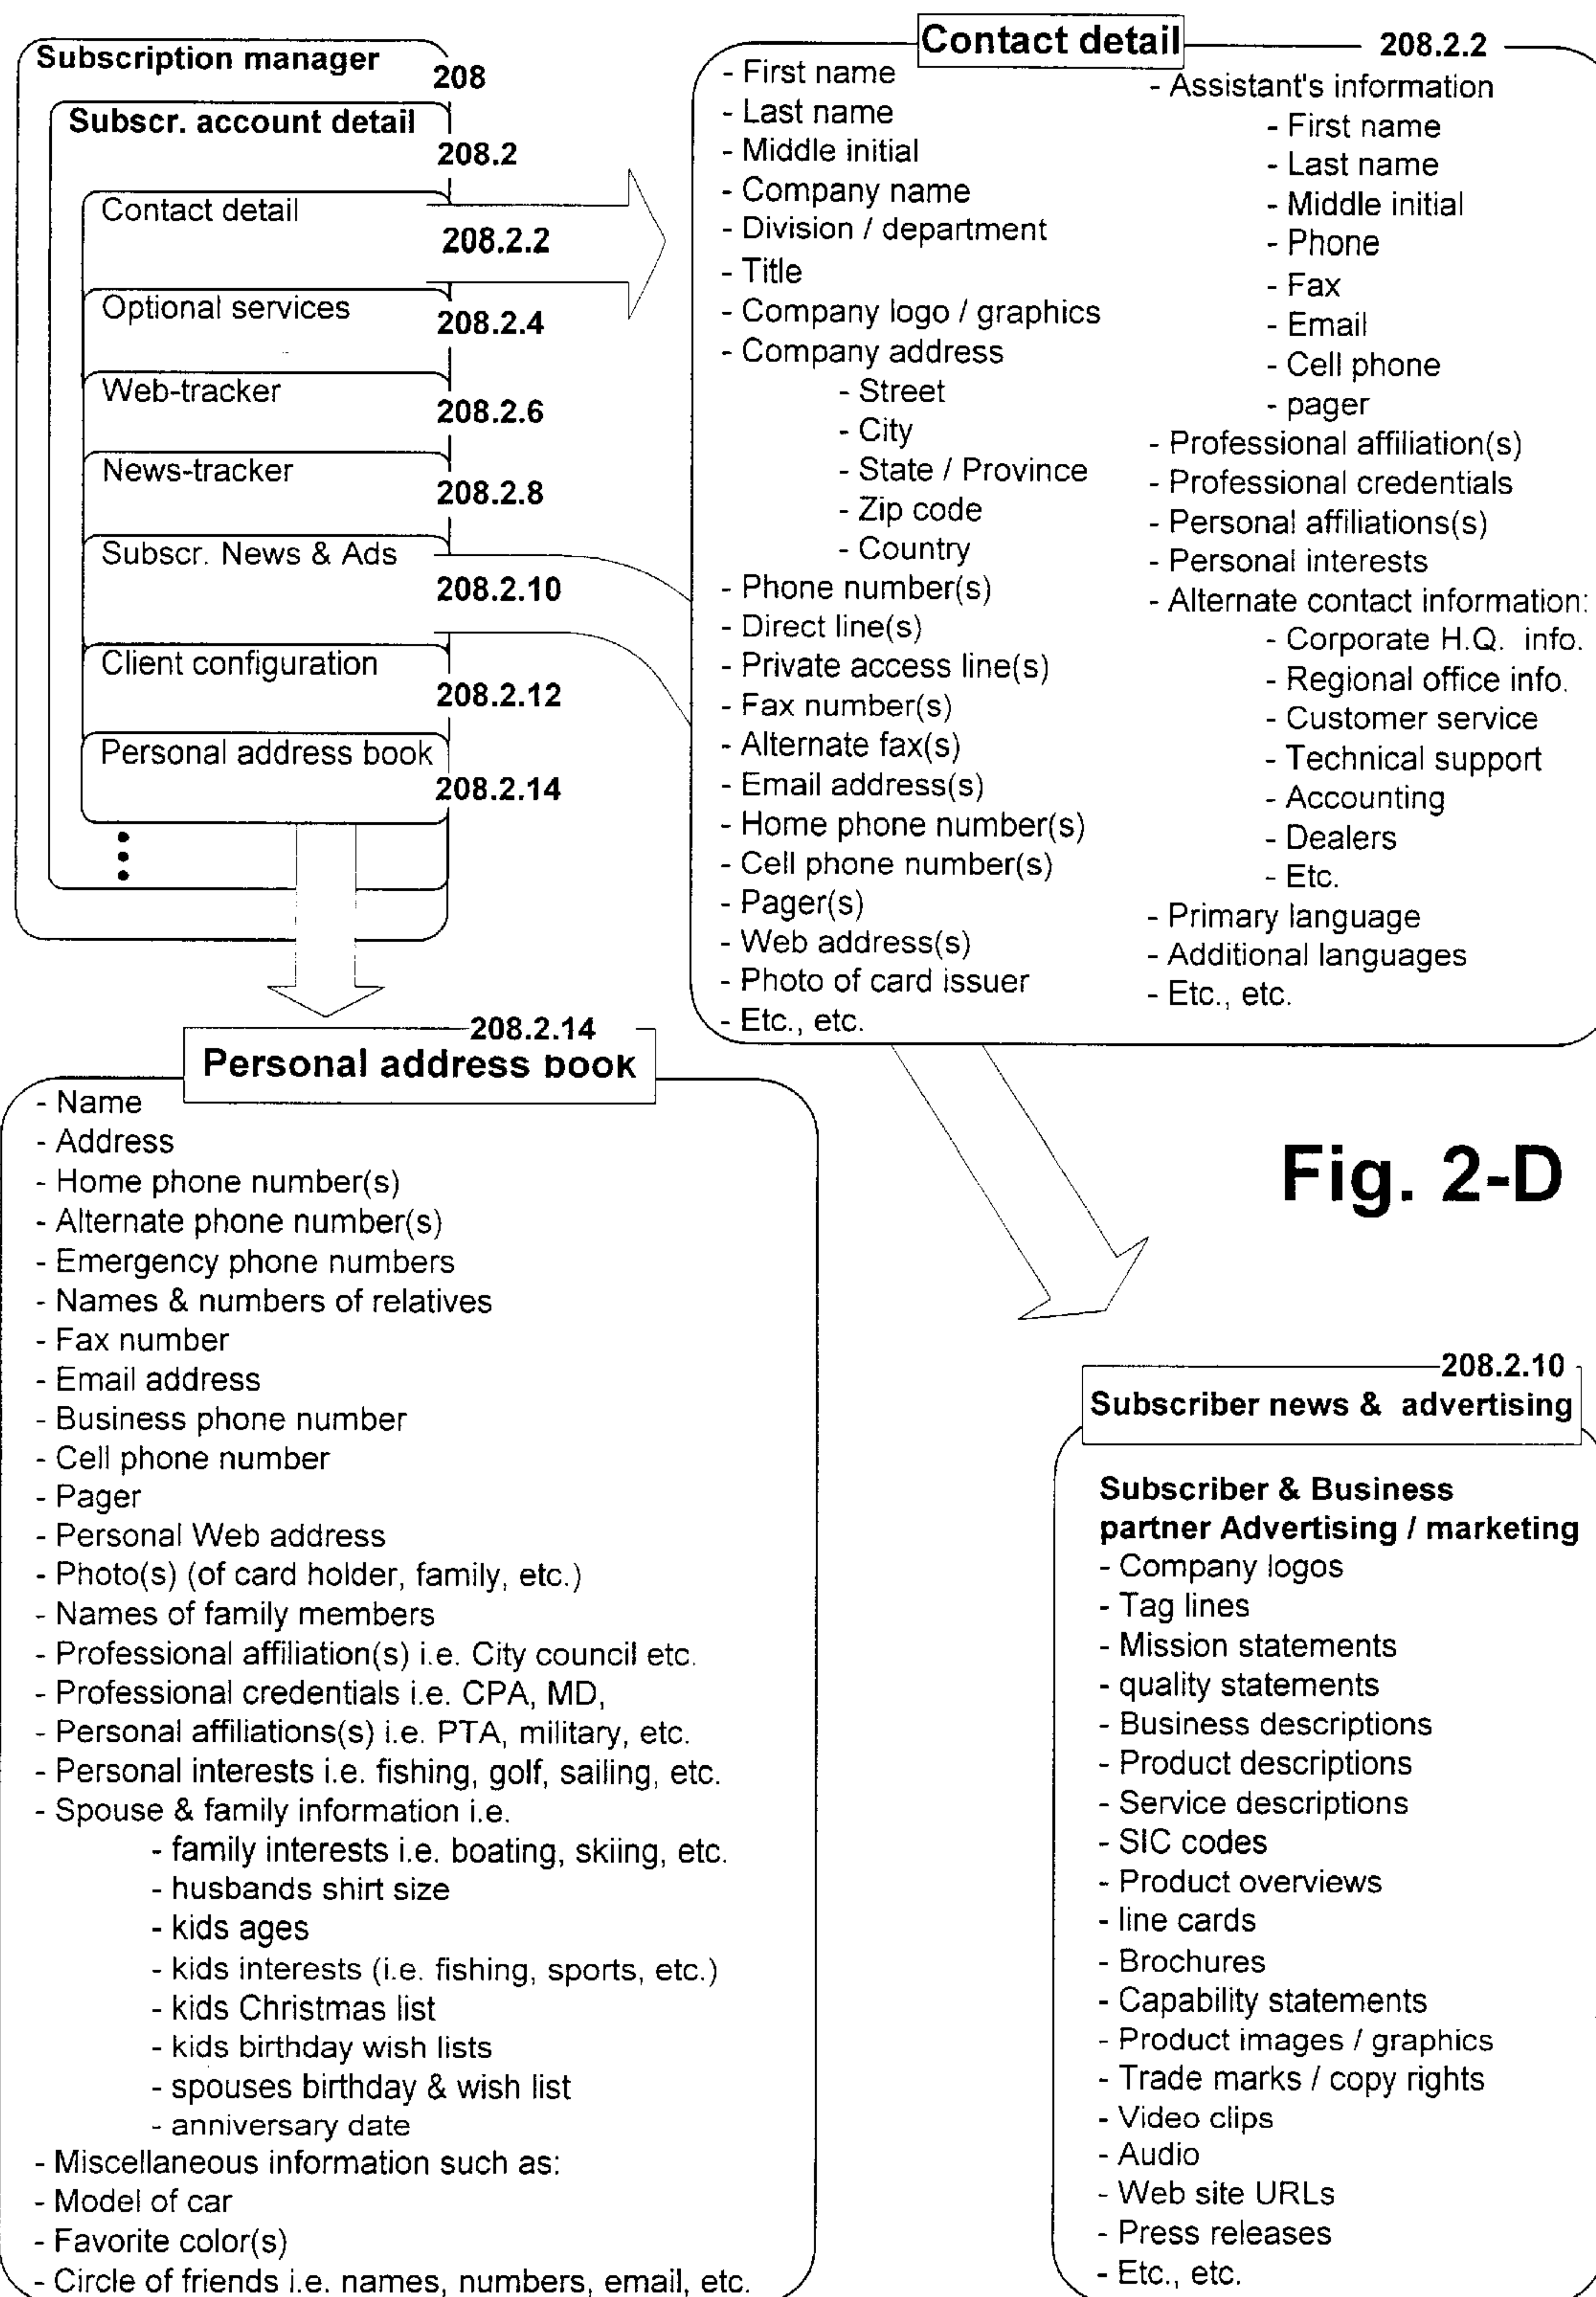 Subscription manager
208
Subscr. account detail
208.2
Contact detail
208.2.2
Optional services
208.2.4
Web-tracker
208.2.6
News-tracker
208.2.8
Subscr. News & Ads
208.2.10
Client configuration
208.2.12
Personal address book
208.2.14
Contact detail
208.2.2
- First name
- Last name
- Middle initial
- Company name
- Division / department
- Title
- Company logo / graphics
- Company address
- Street
- City
- State / Province
- Zip code
- Country
- Phone number(s)
- Direct line(s)
- Private access line(s)
- Fax number(s)
- Alternate fax(s)
- Email address(s)
- Home phone number(s)
- Cell phone number(s)
- Pager(s)
- Web address(s)
- Photo of card issuer
- Etc., etc.
- Assistant's information
- First name
- Last name
- Middle initial
- Phone
- Fax
- Email
- Cell phone
- pager
- Professional affiliation(s)
- Professional credentials
- Personal affiliations(s)
- Personal interests
- Alternate contact information:
- Corporate H.Q. info.
- Regional office info.
- Customer service
- Technical support
- Accounting
- Dealers
- Etc.
- Primary language
- Additional languages
- Etc., etc.
208.2.14
Personal address book
- Name
- Address
- Home phone number(s)
- Alternate phone number(s)
- Emergency phone numbers
- Names & numbers of relatives
- Fax number
- Email address
- Business phone number
- Cell phone number
- Pager
- Personal Web address
- Photo(s) (of card holder, family, etc.)
- Names of family members
- Professional affiliation(s) i.e. City council etc.
- Professional credentials i.e. CPA, MD,
- Personal affiliations(s) i.e. PTA, military, etc.
- Personal interests i.e. fishing, golf, sailing, etc.
- Spouse & family information i.e.
- family interests i.e. boating, skiing, etc.
- husbands shirt size
- kids ages
- kids interests (i.e. fishing, sports, etc.)
- kids Christmas list
- kids birthday wish lists
- spouses birthday & wish list
- anniversary date
- Miscellaneous information such as:
- Model of car
- Favorite color(s)
- Circle of friends i.e. names, numbers, email, etc.
Fig. 2-D
208.2.10
Subscriber news & advertising
Subscriber & Business
partner Advertising / marketing
- Company logos
- Tag lines
- Mission statements
- quality statements
- Business descriptions
- Product descriptions
- Service descriptions
- SIC codes
- Product overviews
- line cards
- Brochures
- Capability statements
- Product images / graphics
- Trade marks / copy rights
- Video clips
- Audio
- Web site URLs
- Press releases
- Etc., etc.